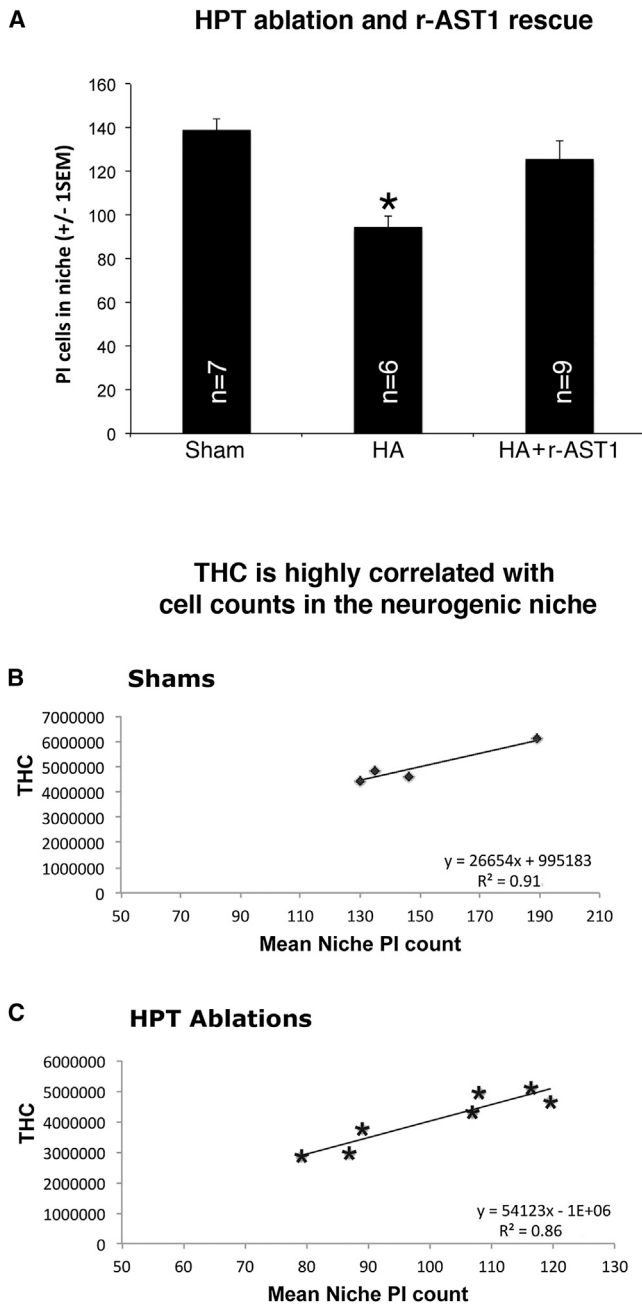 A
HPT ablation and r-AST1 rescue
PI cells in niche (+/- 1SEM)
160
140
120
100
80
60
40
20
0
*
n=7
n=6
n=9
Sham
HA
HA+r-AST1
THC is highly correlated with
cell counts in the neurogenic niche
B
Shams
THC
7000000
6000000
5000000
4000000
3000000
2000000
1000000
0
y = 26654x + 995183
R² = 0.91
50 70 90 110 130 150 170 190 210
Mean Niche PI count
C
HPT Ablations
THC
6000000
5000000
4000000
3000000
2000000
1000000
0
y = 54123x - 1E+06
R² = 0.86
50 60 70 80 90 100 110 120 130
Mean Niche PI count